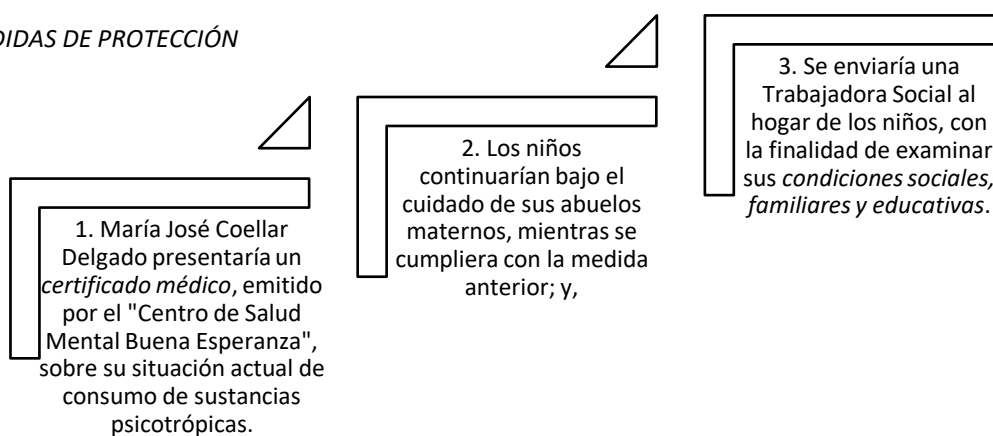 DIDAS DE PROTECCIÓN
1. María José Coellar
Delgado presentaría un
certificado médico, emitido
por el "Centro de Salud
Mental Buena Esperanza",
sobre su situación actual de
consumo de sustancias
psicotrópicas.
2. Los niños
continuarían bajo el
cuidado de sus abuelos
maternos, mientras se
cumpliera con la medida
anterior; y,
3. Se enviaría una
Trabajadora Social al
hogar de los niños, con
la finalidad de examinar
sus condiciones sociales,
familiares y educativas.